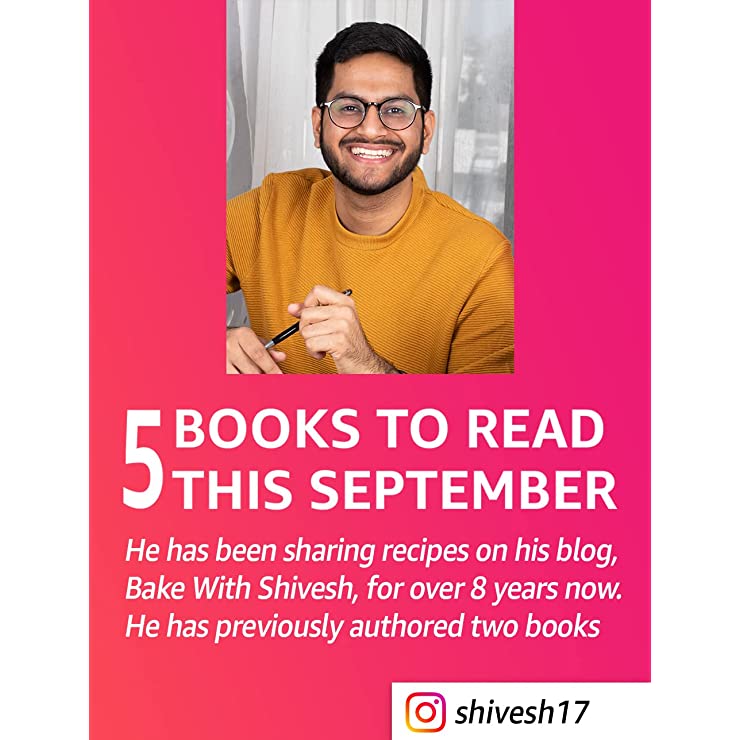 5 BOOKS TO READ
THIS SEPTEMBER
He has been sharing recipes on his blog,
Bake With Shivesh, for over 8 years now.
He has previously authored two books
shivesh17